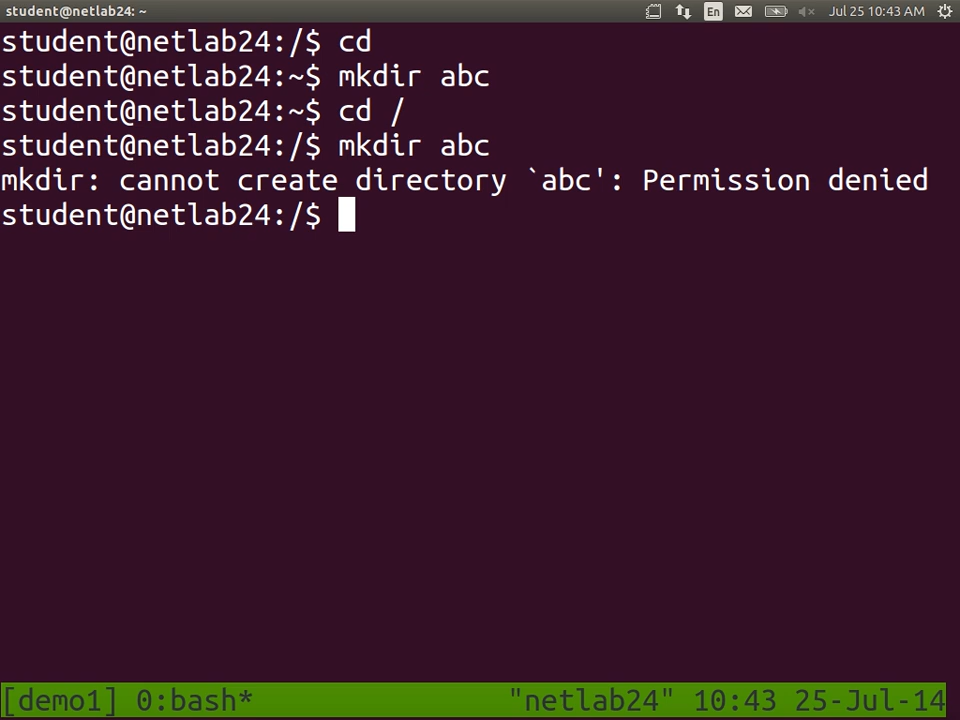 student@netlab24: ~ En Jul 25 10:43 AM
student@netlab24:/$ cd
student@netlab24:~$ mkdir abc
student@netlab24:~$ cd /
student@netlab24:/$ mkdir abc
mkdir: cannot create directory `abc': Permission denied
student@netlab24:/$
[demo1] 0:bash* "netlab24" 10:43 25-Jul-14